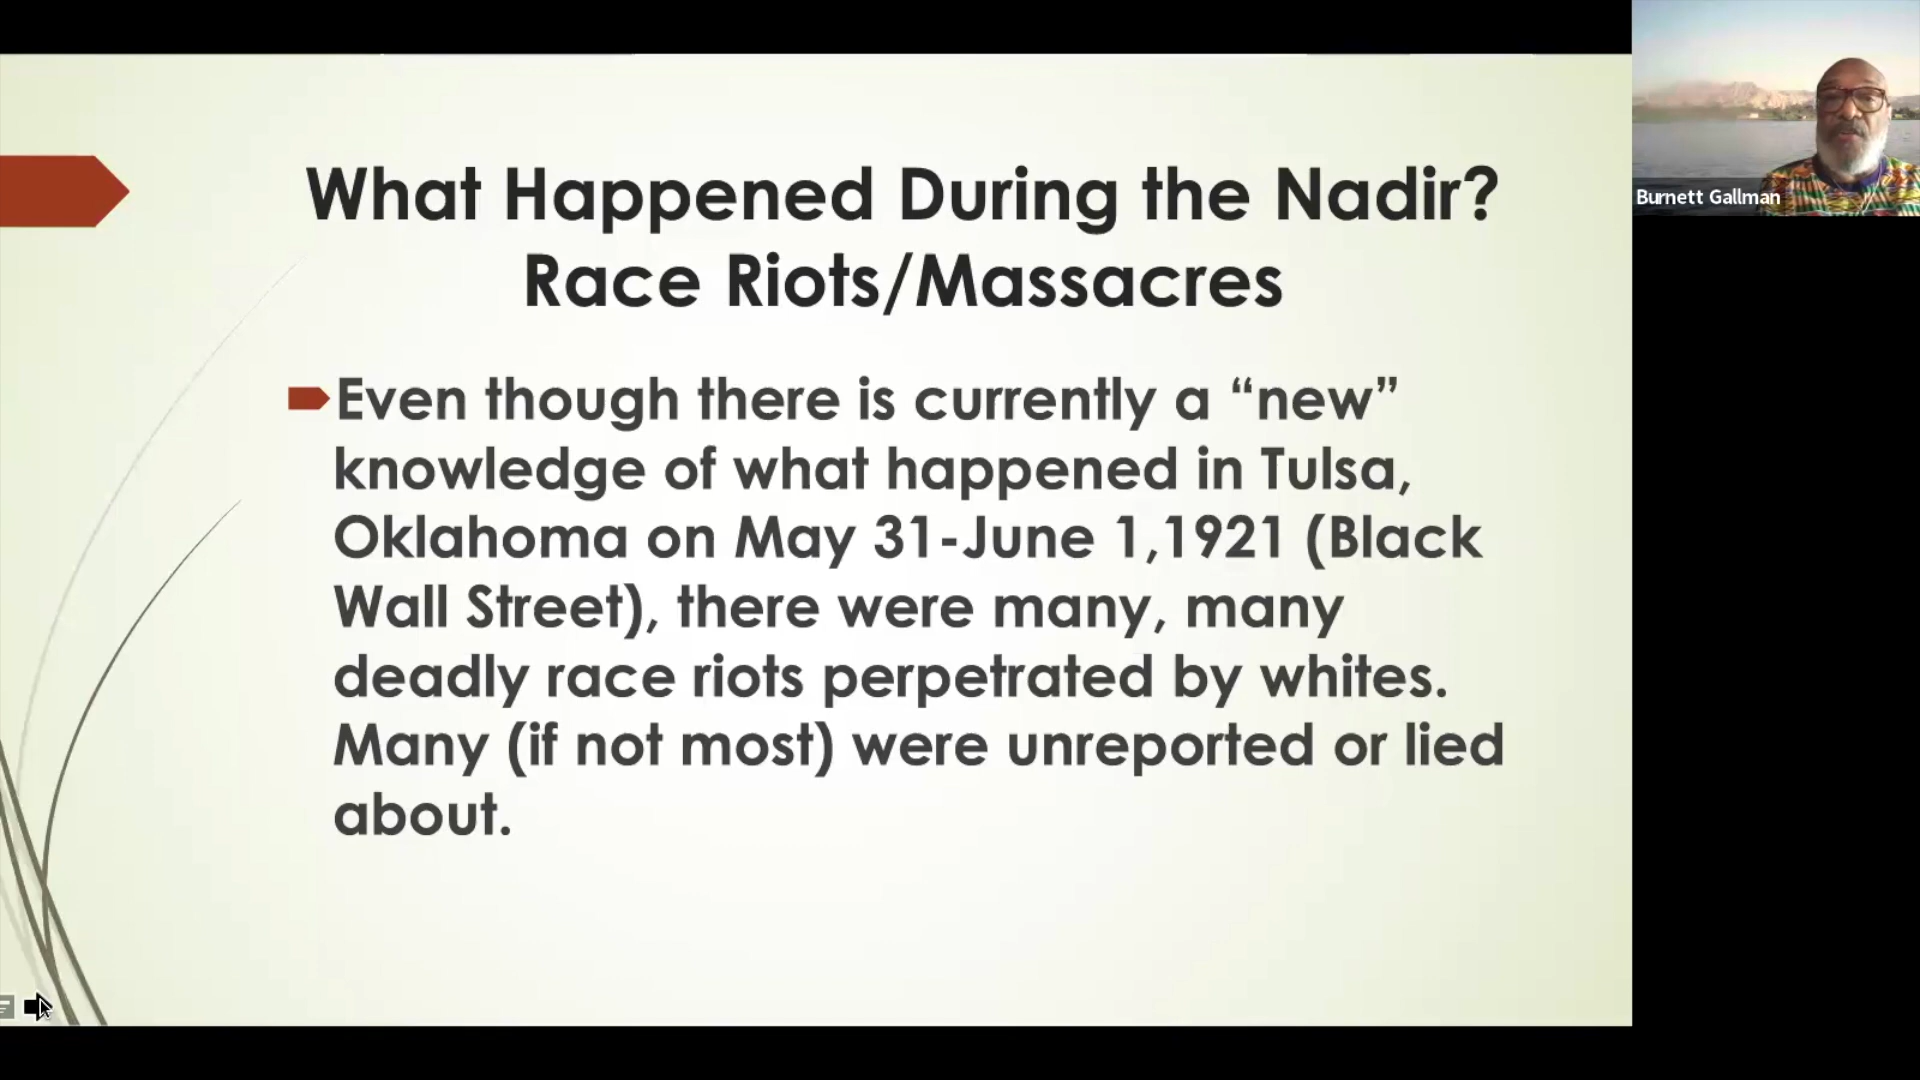 What Happened During the Nadir?
Race Riots/Massacres
Even though there is currently a “new”
knowledge of what happened in Tulsa,
Oklahoma on May 31-June 1,1921 (Black
Wall Street), there were many, many
deadly race riots perpetrated by whites.
Many (if not most) were unreported or lied
about.
Burnett Gallman